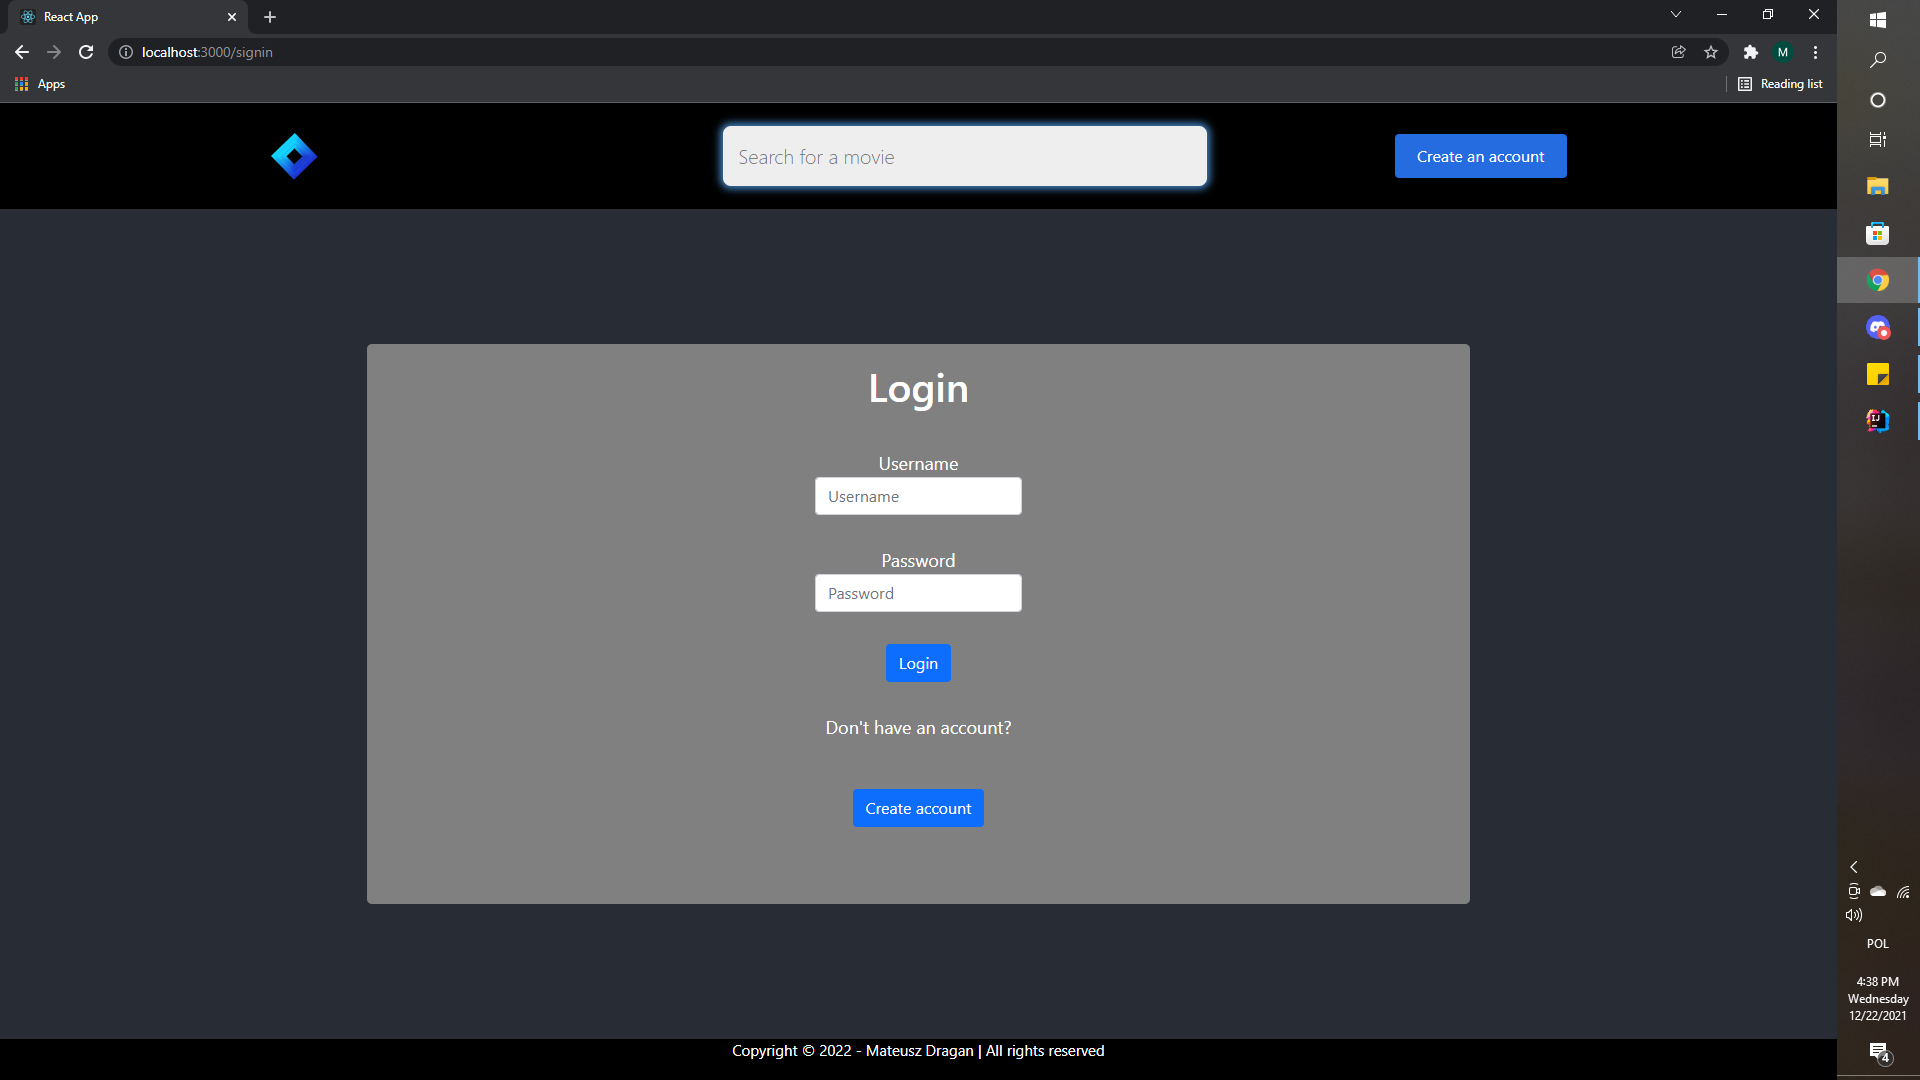 React App
localhost:3000/signin
M
Apps
Reading list
Search for a movie
Create an account
Login
Username
Username
Password
Password
Login
Don't have an account?
Create account
Copyright © 2022 - Mateusz Dragan | All rights reserved
IJ
POL
4:38 PM
Wednesday
12/22/2021
4